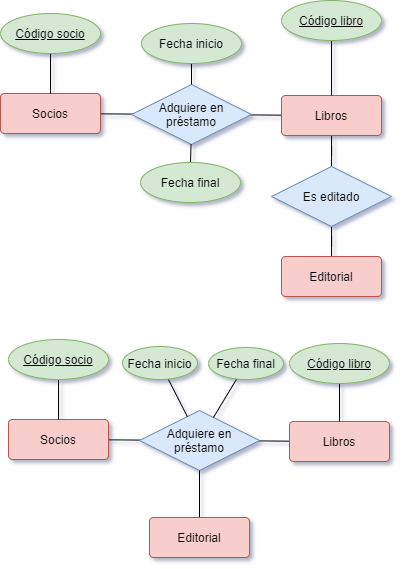 Código socio
Fecha inicio
Código libro
Socios
Adquiere en
préstamo
Libros
Fecha final
Es editado
Editorial
Código socio
Fecha inicio
Fecha final
Código libro
Socios
Adquiere en
préstamo
Libros
Editorial